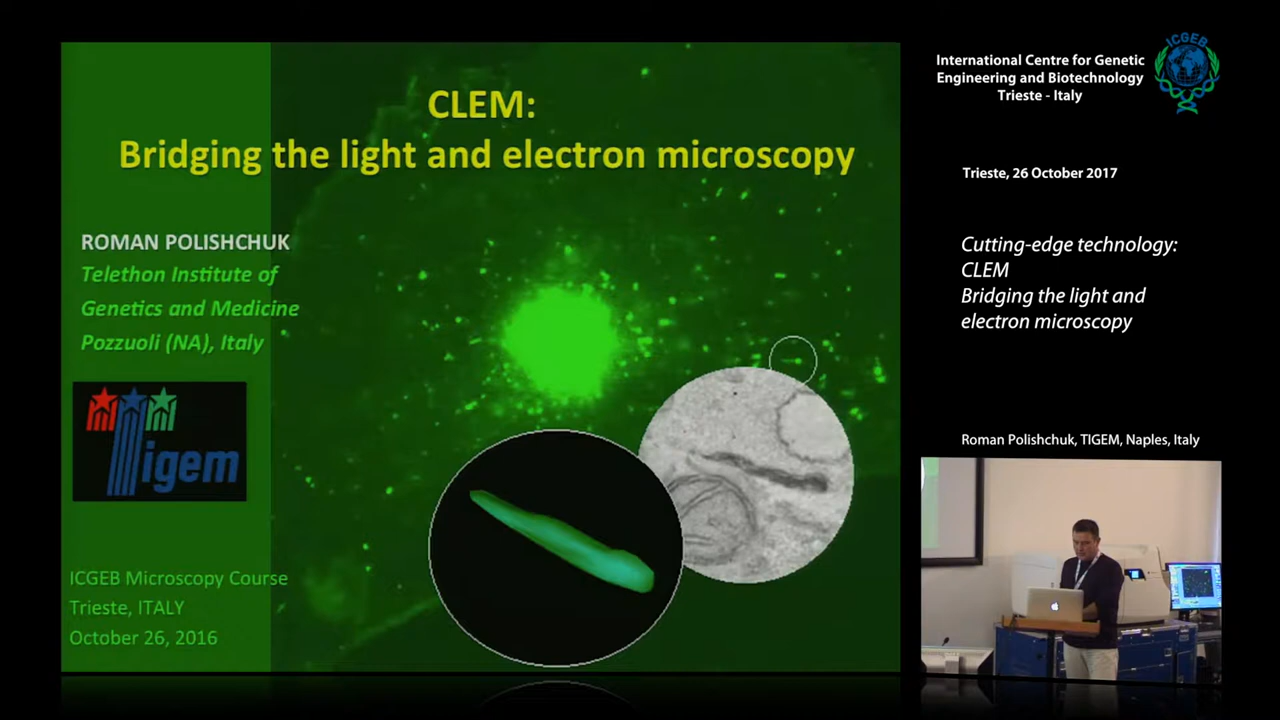 CLEM:
Bridging the light and electron microscopy
ROMAN POLISHCHUK
Telethon Institute of
Genetics and Medicine
Pozzuoli (NA), Italy
Tigem
ICGEB Microscopy Course
Trieste, ITALY
October 26, 2016
International Centre for Genetic
Engineering and Biotechnology
Trieste - Italy
ICGEB
Trieste, 26 October 2017
Cutting-edge technology:
CLEM
Bridging the light and
electron microscopy
Roman Polishchuk, TIGEM, Naples, Italy